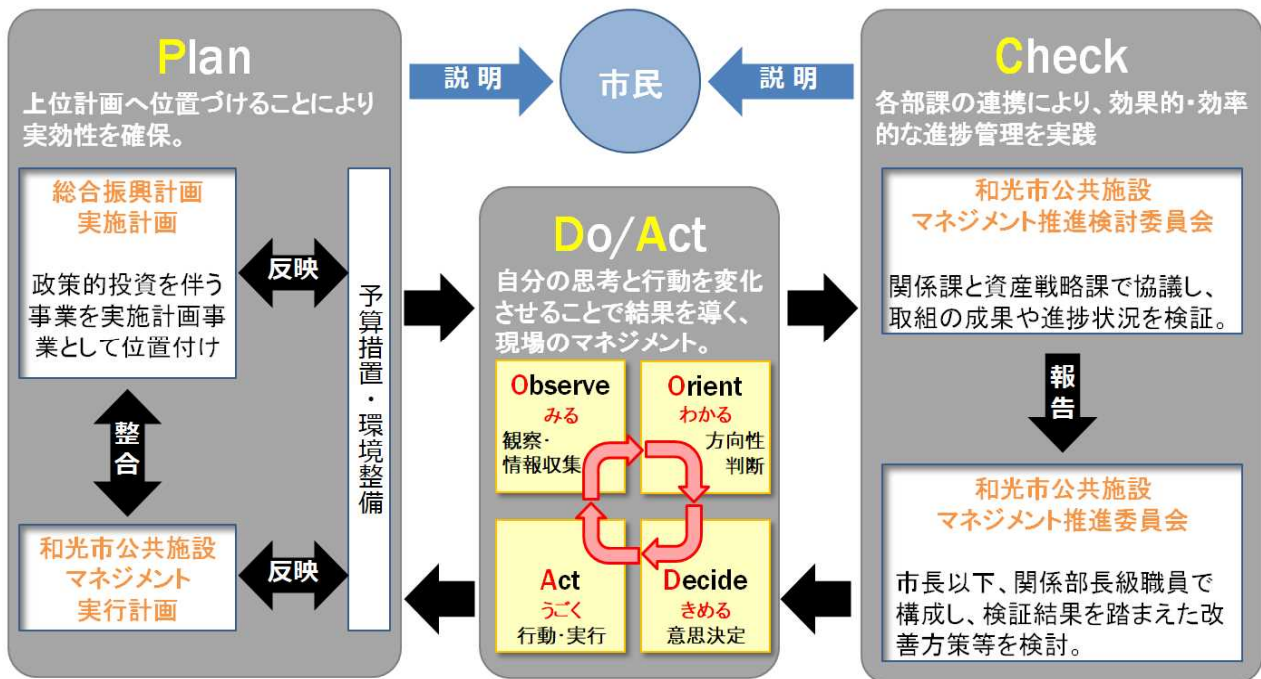 Plan
上位計画へ位置づけることにより
実効性を確保。
総合振興計画
実施計画
政策的投資を伴う
事業を実施計画事
業として位置付け
反映
整合
和光市公共施設
マネジメント
実行計画
反映
予算措置・環境整備
説明
市民
説明
Do/Act
自分の思考と行動を変化
させることで結果を導く、
現場のマネジメント。
Observe
みる
観察・
情報収集
Orient
わかる
方向性
判断
Act
うごく
行動・実行
Decide
きめる
意思決定
Check
各部課の連携により、効果的・効率
的な進捗管理を実践
和光市公共施設
マネジメント推進検討委員会
関係課と資産戦略課で協議し、
取組の成果や進捗状況を検証。
報告
和光市公共施設
マネジメント推進委員会
市長以下、関係部長級職員で
構成し、検証結果を踏まえた改
善方策等を検討。